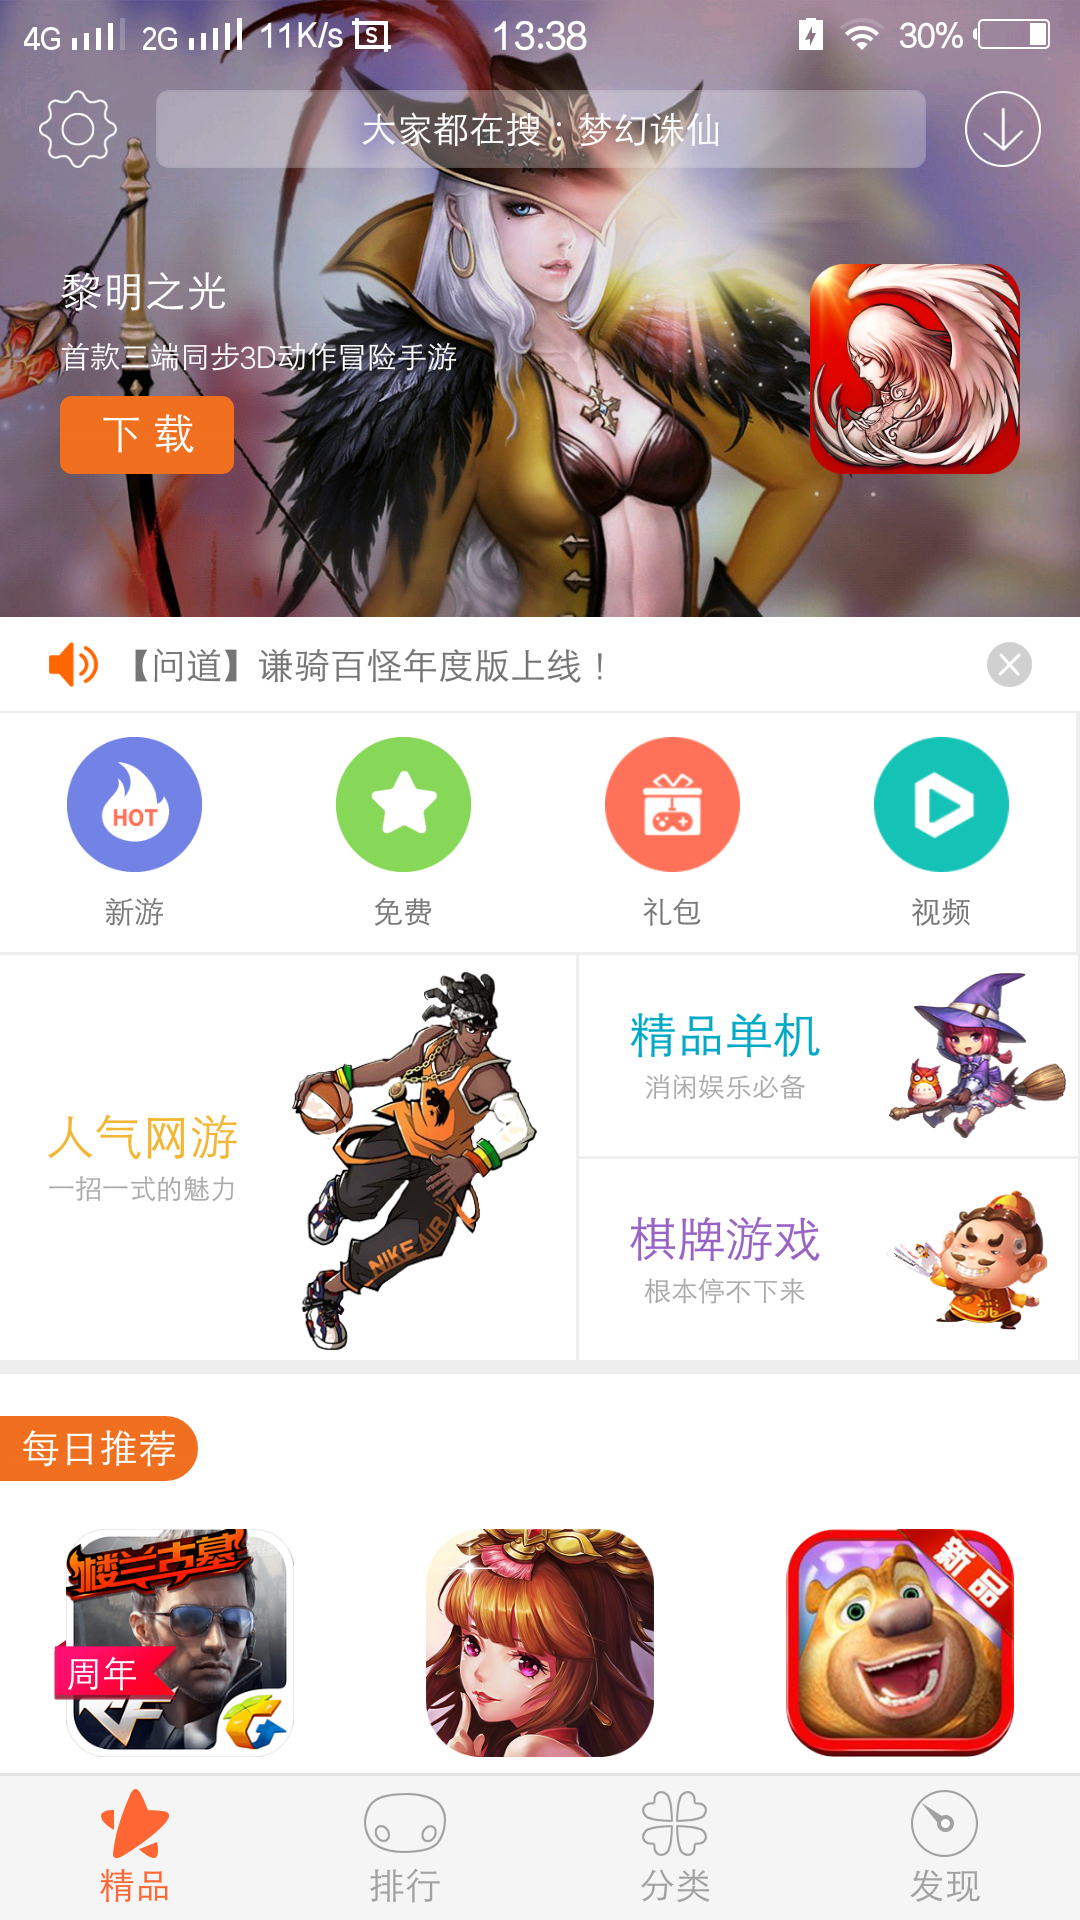 4G 2G 11K/s S 13:38 30%
大家都在搜：梦幻诛仙
黎明之光
首款三端同步3D动作冒险手游
下 载
【问道】谦骑百怪年度版上线！
HOT
新游 免费 礼包 视频
精品单机
消闲娱乐必备
人气网游
一招一式的魅力
NIKE AIR
棋牌游戏
根本停不下来
每日推荐
楼兰古墓
新品
周年
CF
精品 排行 分类 发现